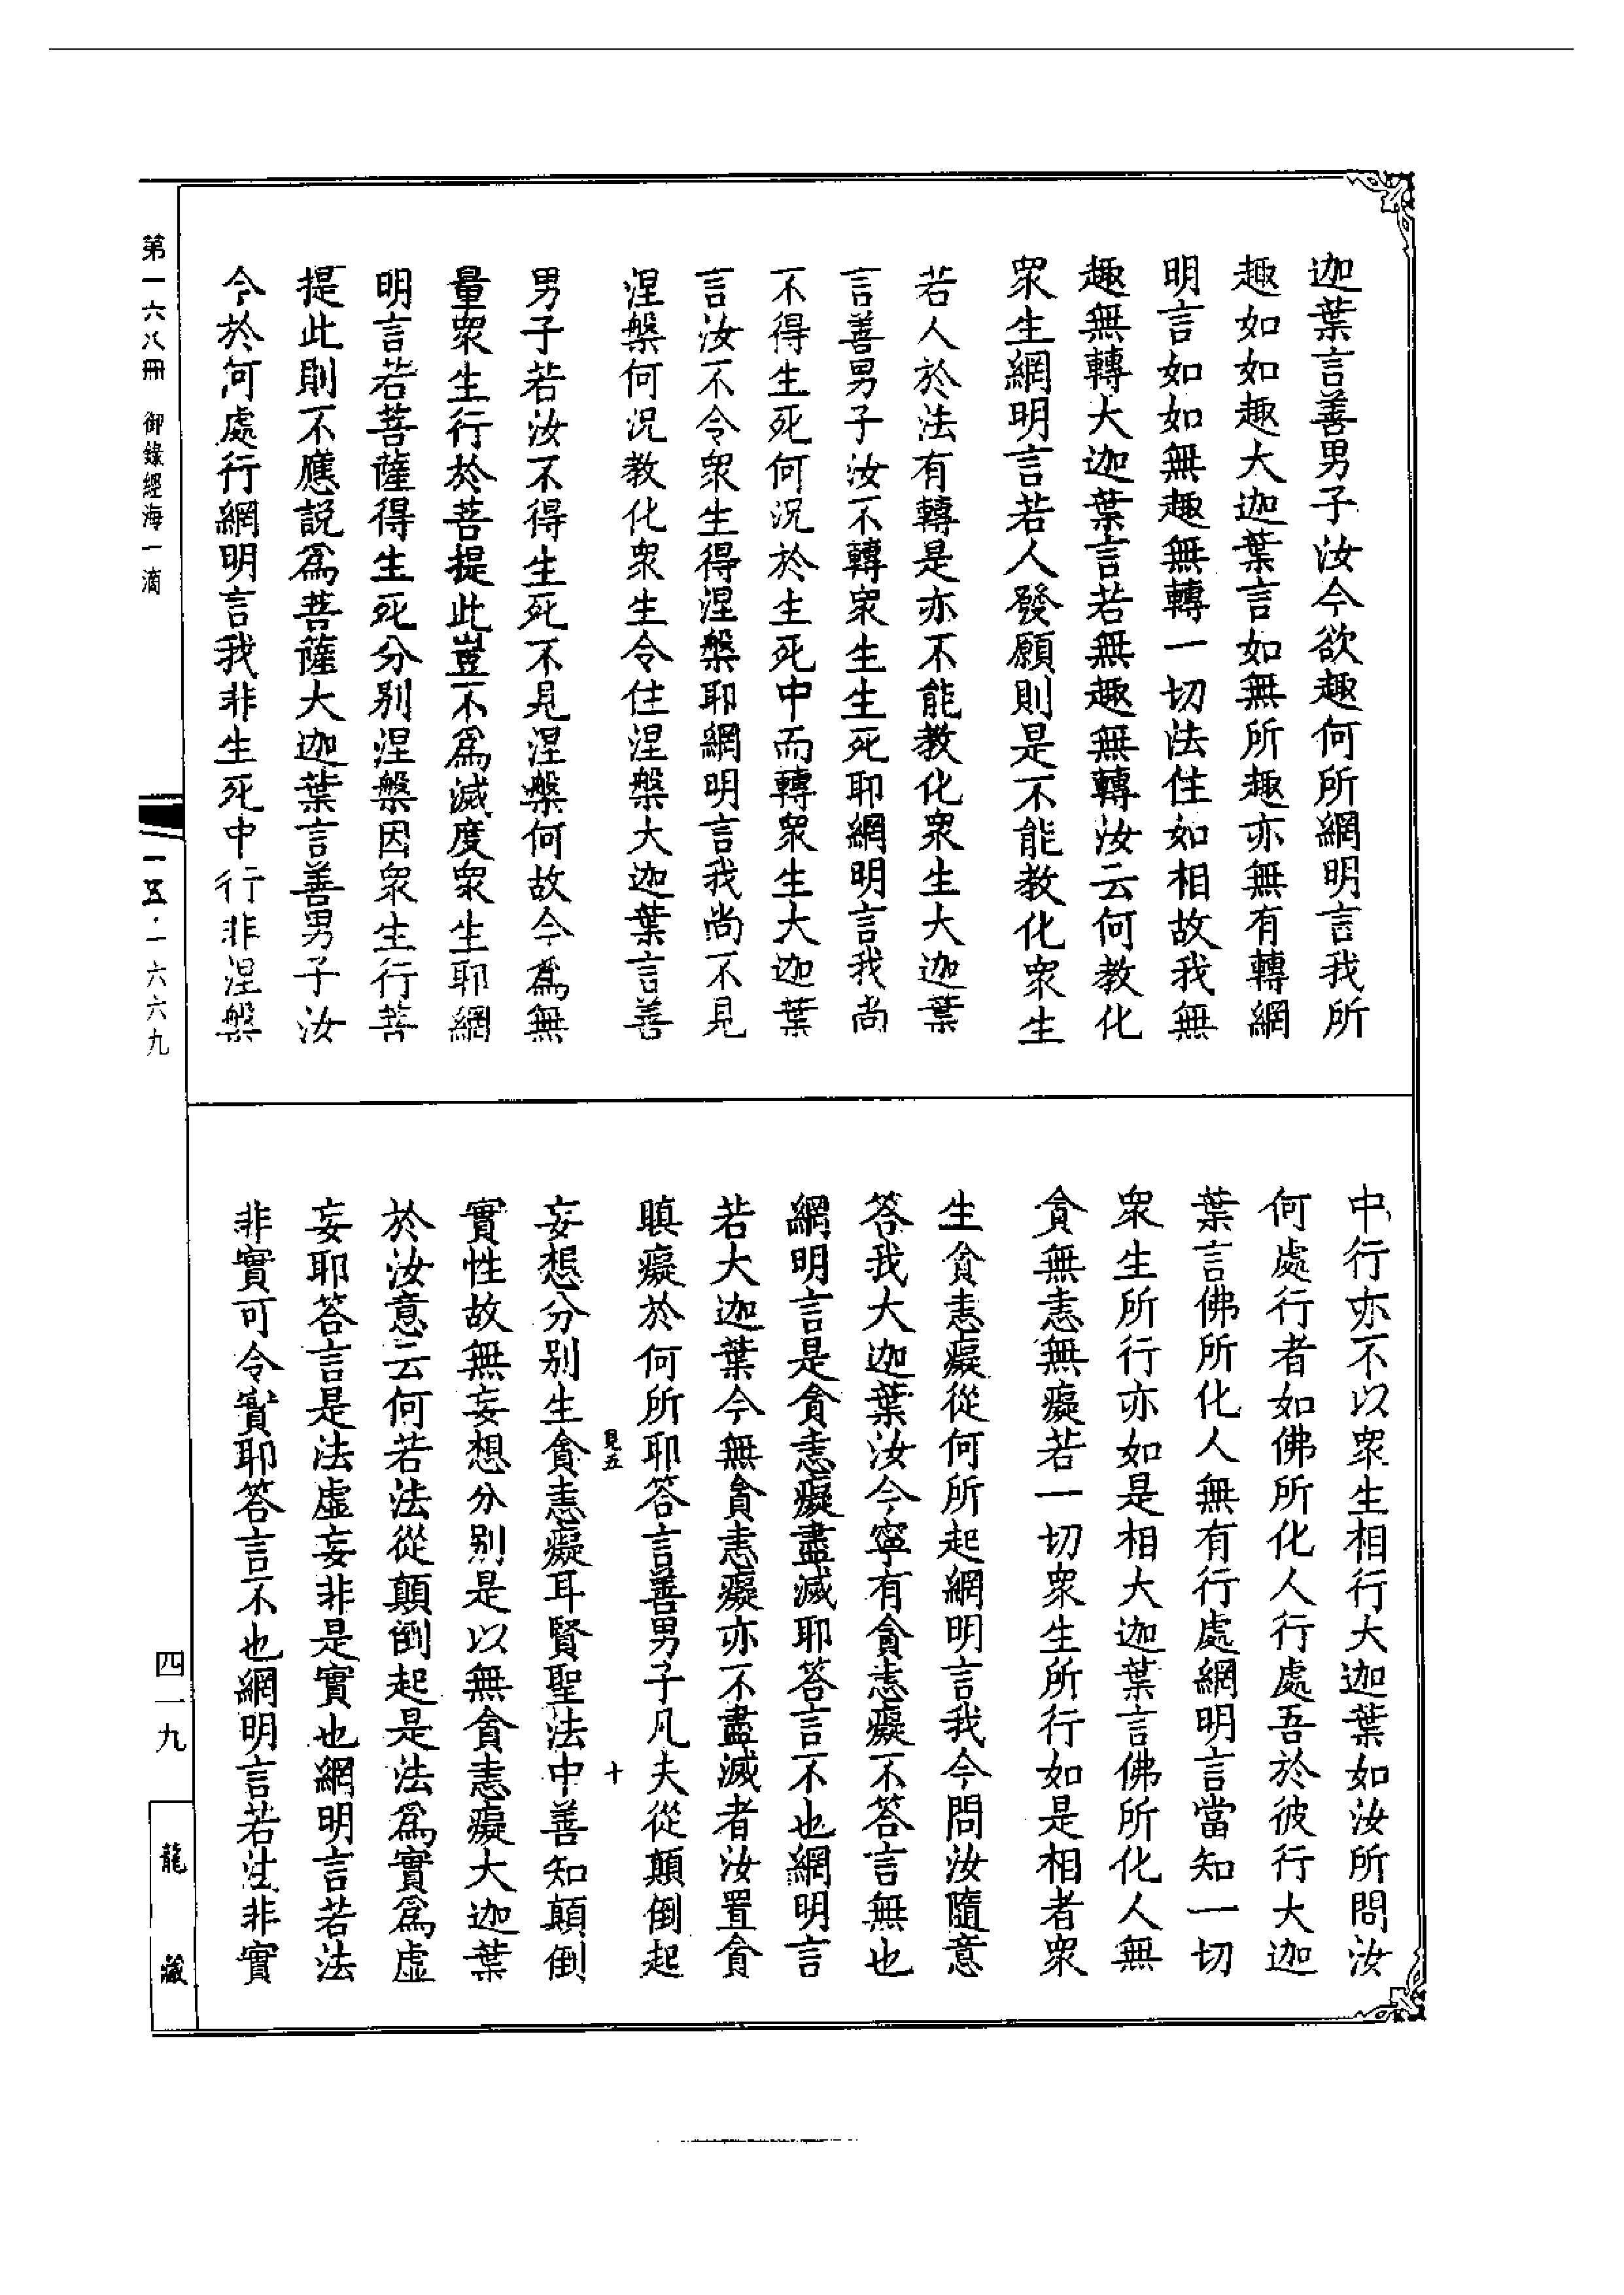 迦葉言善男子汝今欲趣何所網明言我所
趣如如趣大迦葉言如無所趣亦無有轉網
明言如如無趣無轉一切法住如相故我無
趣無轉大迦葉言若無趣無轉汝云何教化
眾生網明言若人發願則是不能教化眾生
若人於法有轉是亦不能教化眾生大迦葉
言善男子汝不轉眾生生死耶網明言我尚
不得生死何況於生死中而轉眾生大迦葉
言汝不令眾生得涅槃耶網明言我尚不見
涅槃何況教化眾生令住涅槃大迦葉言善
男子若汝不得生死不見涅槃何故今爲無
量眾生行於菩提此豈不爲滅度眾生耶網
明言若菩薩得生死分别涅槃因眾生行菩
提此則不應説爲菩薩大迦葉言善男子汝
今於何處行網明言我非生死中行非涅槃
中行亦不以眾生相行大迦葉如汝所問汝
何處行者如佛所化人行處吾於彼行大迦
葉言佛所化人無有行處網明言當知一切
眾生所行亦如是相大迦葉言佛所化人無
貪無恚無癡若一切眾生所行如是相者眾
生貪恚癡從何所起網明言我今問汝隨意
答我大迦葉汝今寧有貪恚癡不答言無也
網明言是貪恚癡盡滅耶答言不也網明言
若大迦葉今無貪恚癡亦不盡滅者汝置貪
瞋癡於何所耶答言善男子凡夫從顛倒起
見五 十
妄想分别生貪恚癡耳賢聖法中善知顛倒
實性故無妄想分别是以無貪恚癡大迦葉
於汝意云何若法從顛倒起是法爲實爲虛
妄耶答言是法虛妄非是實也網明言若法
非實可令實耶答言不也網明言若法非實
第一六八冊 御錄經海一滴
一五·一六六九
四一九
龍藏